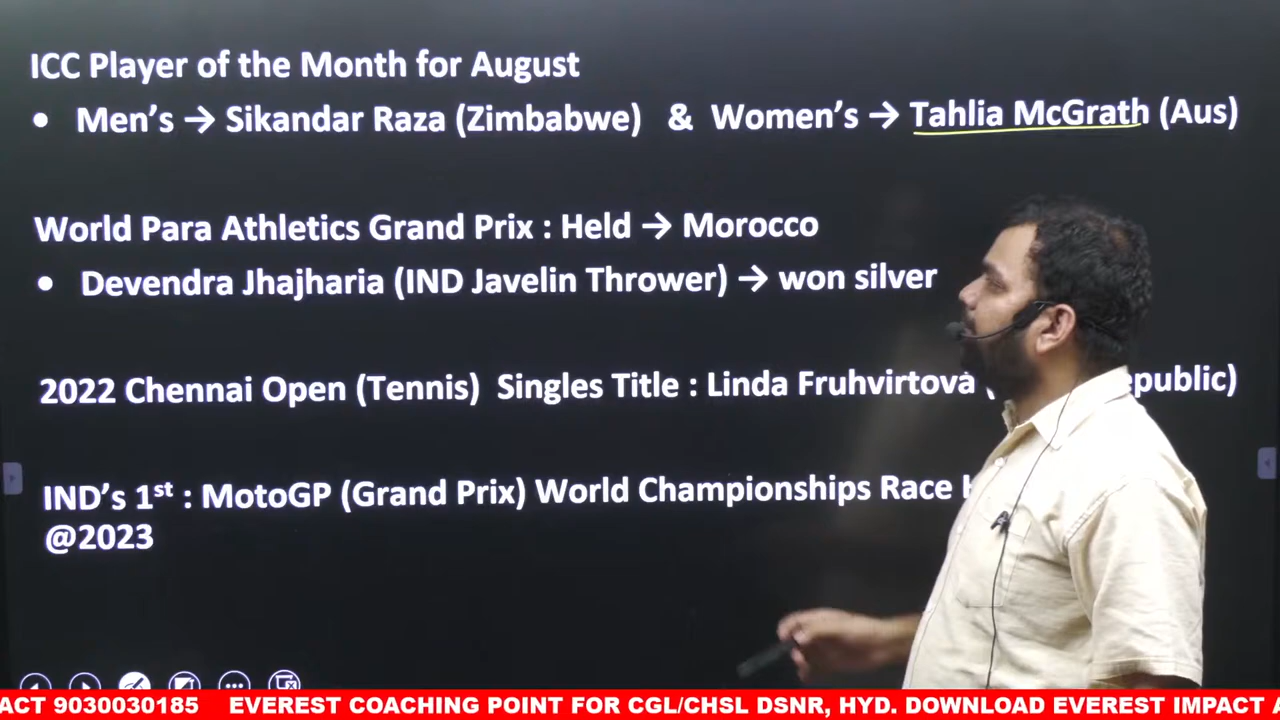 ICC Player of the Month for August
• Men's → Sikandar Raza (Zimbabwe) & Women's → Tahlia McGrath (Aus)
World Para Athletics Grand Prix : Held → Morocco
• Devendra Jhajharia (IND Javelin Thrower) → won silver
2022 Chennai Open (Tennis) Singles Title : Linda Fruhvirtova ( epublic)
IND's 1st : MotoGP (Grand Prix) World Championships Race
@2023
ACT 9030030185 EVEREST COACHING POINT FOR CGL/CHSL DSNR, HYD. DOWNLOAD EVEREST IMPACT